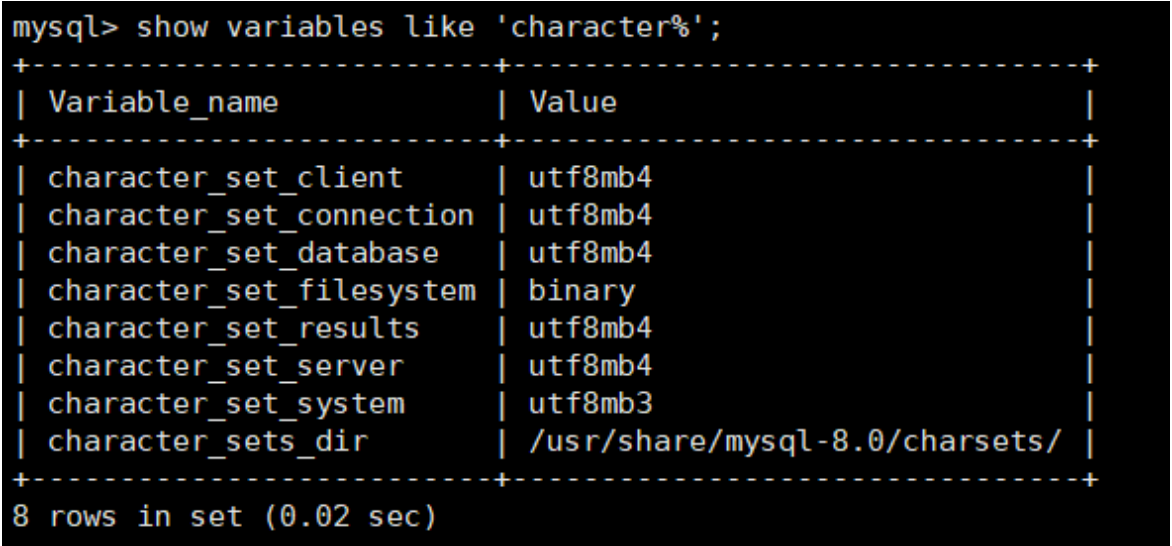 mysql> show variables like 'character%';
+--------------------------+--------------------------------+
| Variable_name            | Value                          |
+--------------------------+--------------------------------+
| character_set_client     | utf8mb4                        |
| character_set_connection | utf8mb4                        |
| character_set_database   | utf8mb4                        |
| character_set_filesystem | binary                         |
| character_set_results    | utf8mb4                        |
| character_set_server     | utf8mb4                        |
| character_set_system     | utf8mb3                        |
| character_sets_dir       | /usr/share/mysql-8.0/charsets/ |
+--------------------------+--------------------------------+
8 rows in set (0.02 sec)